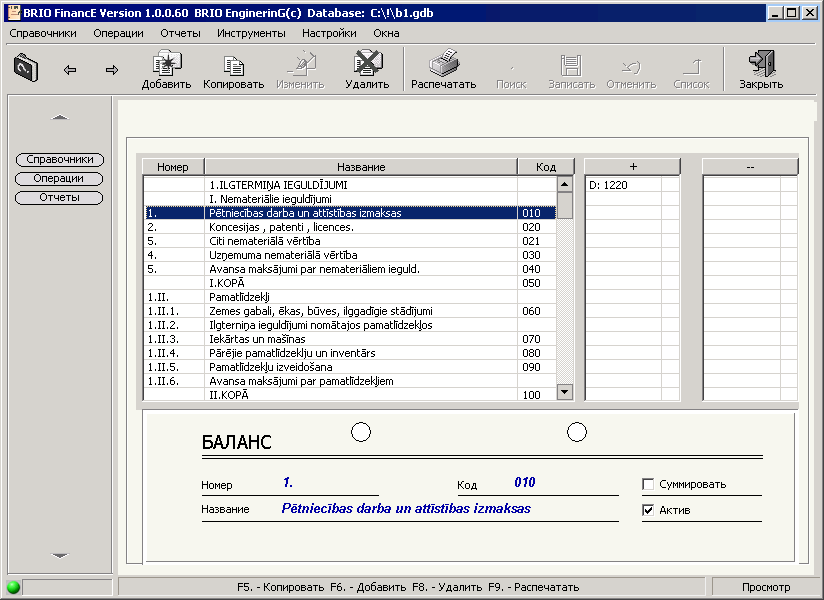 BRIO FinancE Version 1.0.0.60 BRIO EngineerinG(c) Database: C:\!\b1.gdb
Справочники Операции Отчеты Инструменты Настройки Окна
Добавить Копировать Изменить Удалить Распечатать Поиск Записать Отменить Список Закрыть
Справочники
Операции
Отчеты
Номер Название Код + --
1.ILGTERMIŅA IEGULDĪJUMI D: 1220
I. Nemateriālie ieguldījumi
1. Pētniecības darba un attīstības izmaksas 010
2. Koncesijas , patenti , licences. 020
5. Citi nemateriālā vērtība 021
4. Uzņemuma nemateriālā vērtība 030
5. Avansa maksājumi par nemateriāliem ieguld. 040
I.KOPĀ 050
1.II. Pamatlīdzekļi
1.II.1. Zemes gabali, ēkas, būves, ilggadīgie stādījumi 060
1.II.2. Ilgterniņa ieguldījumi nomātajos pamatlīdzekļos
1.II.3. Iekārtas un mašīnas 070
1.II.4. Pārējie pamatlīdzekļu un inventārs 080
1.II.5. Pamatlīdzekļu izveidošana 090
1.II.6. Avansa maksājumi par pamatlīdzekļiem
II.KOPĀ 100
БАЛАНС
Номер 1. Код 010 Суммировать
Название Pētniecības darba un attīstības izmaksas Актив
F5. - Копировать F6. - Добавить F8. - Удалить F9. - Распечатать Просмотр